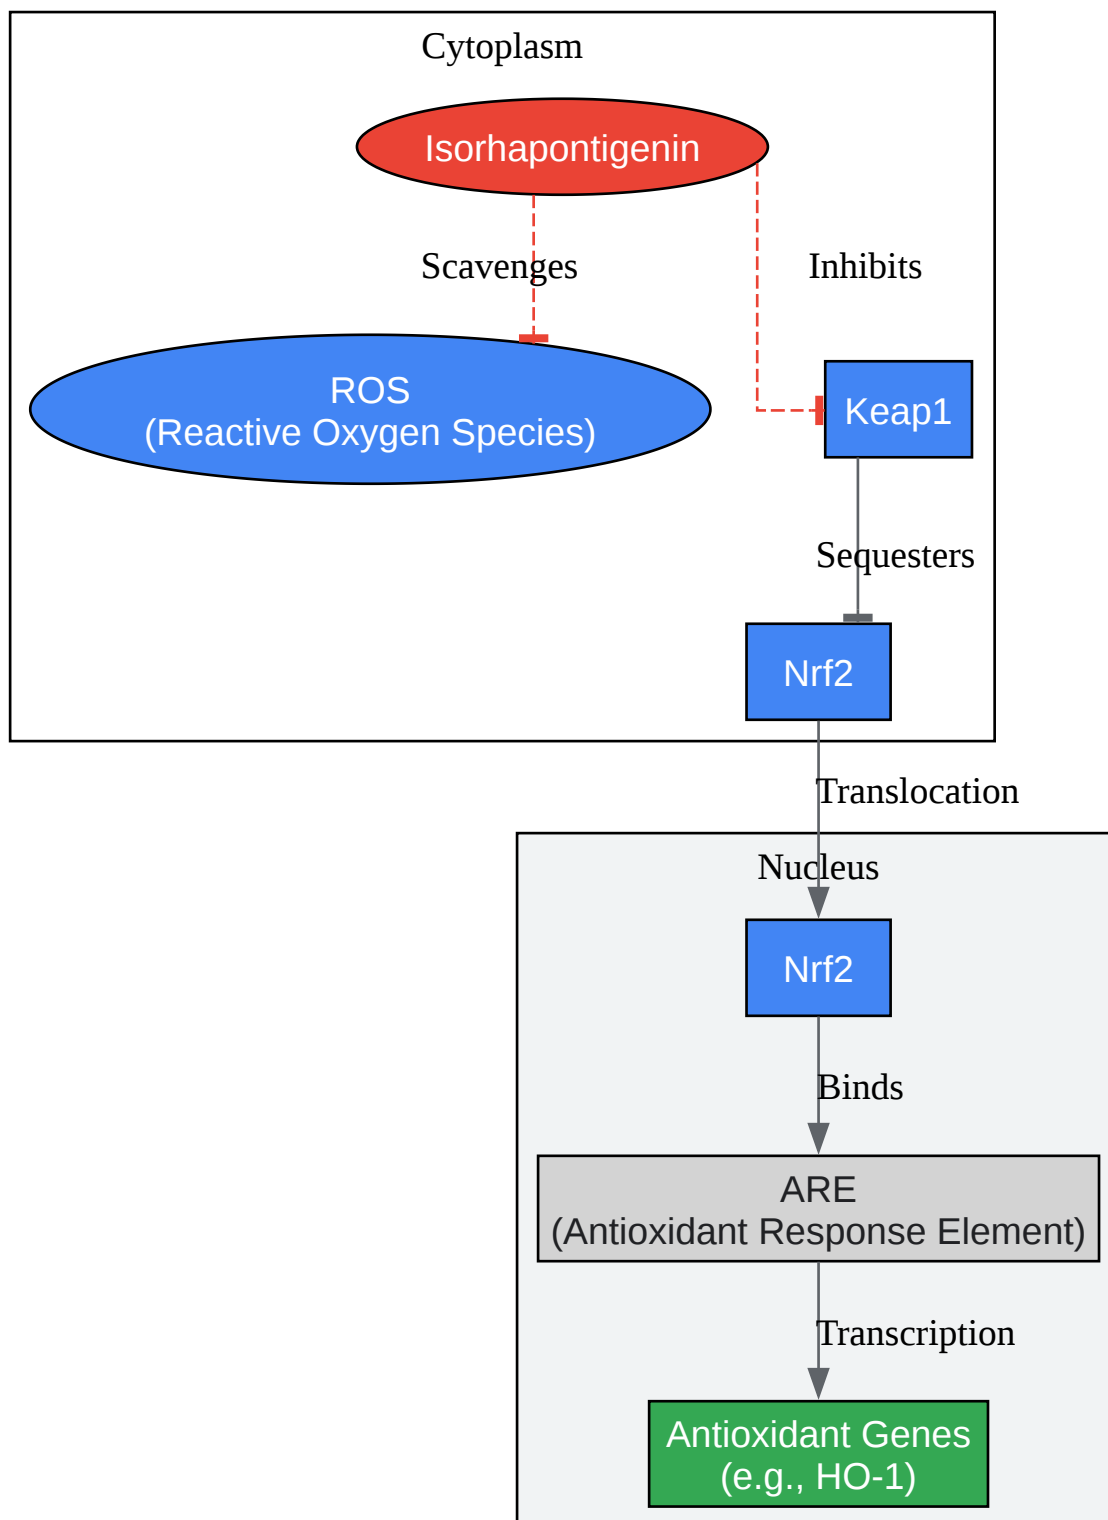 Cytoplasm
Isorhapontigenin
Scavenges
Inhibits
ROS
(Reactive Oxygen Species)
Keap1
Sequesters
Nrf2
Translocation
Nucleus
Nrf2
Binds
ARE
(Antioxidant Response Element)
Transcription
Antioxidant Genes
(e.g., HO-1)